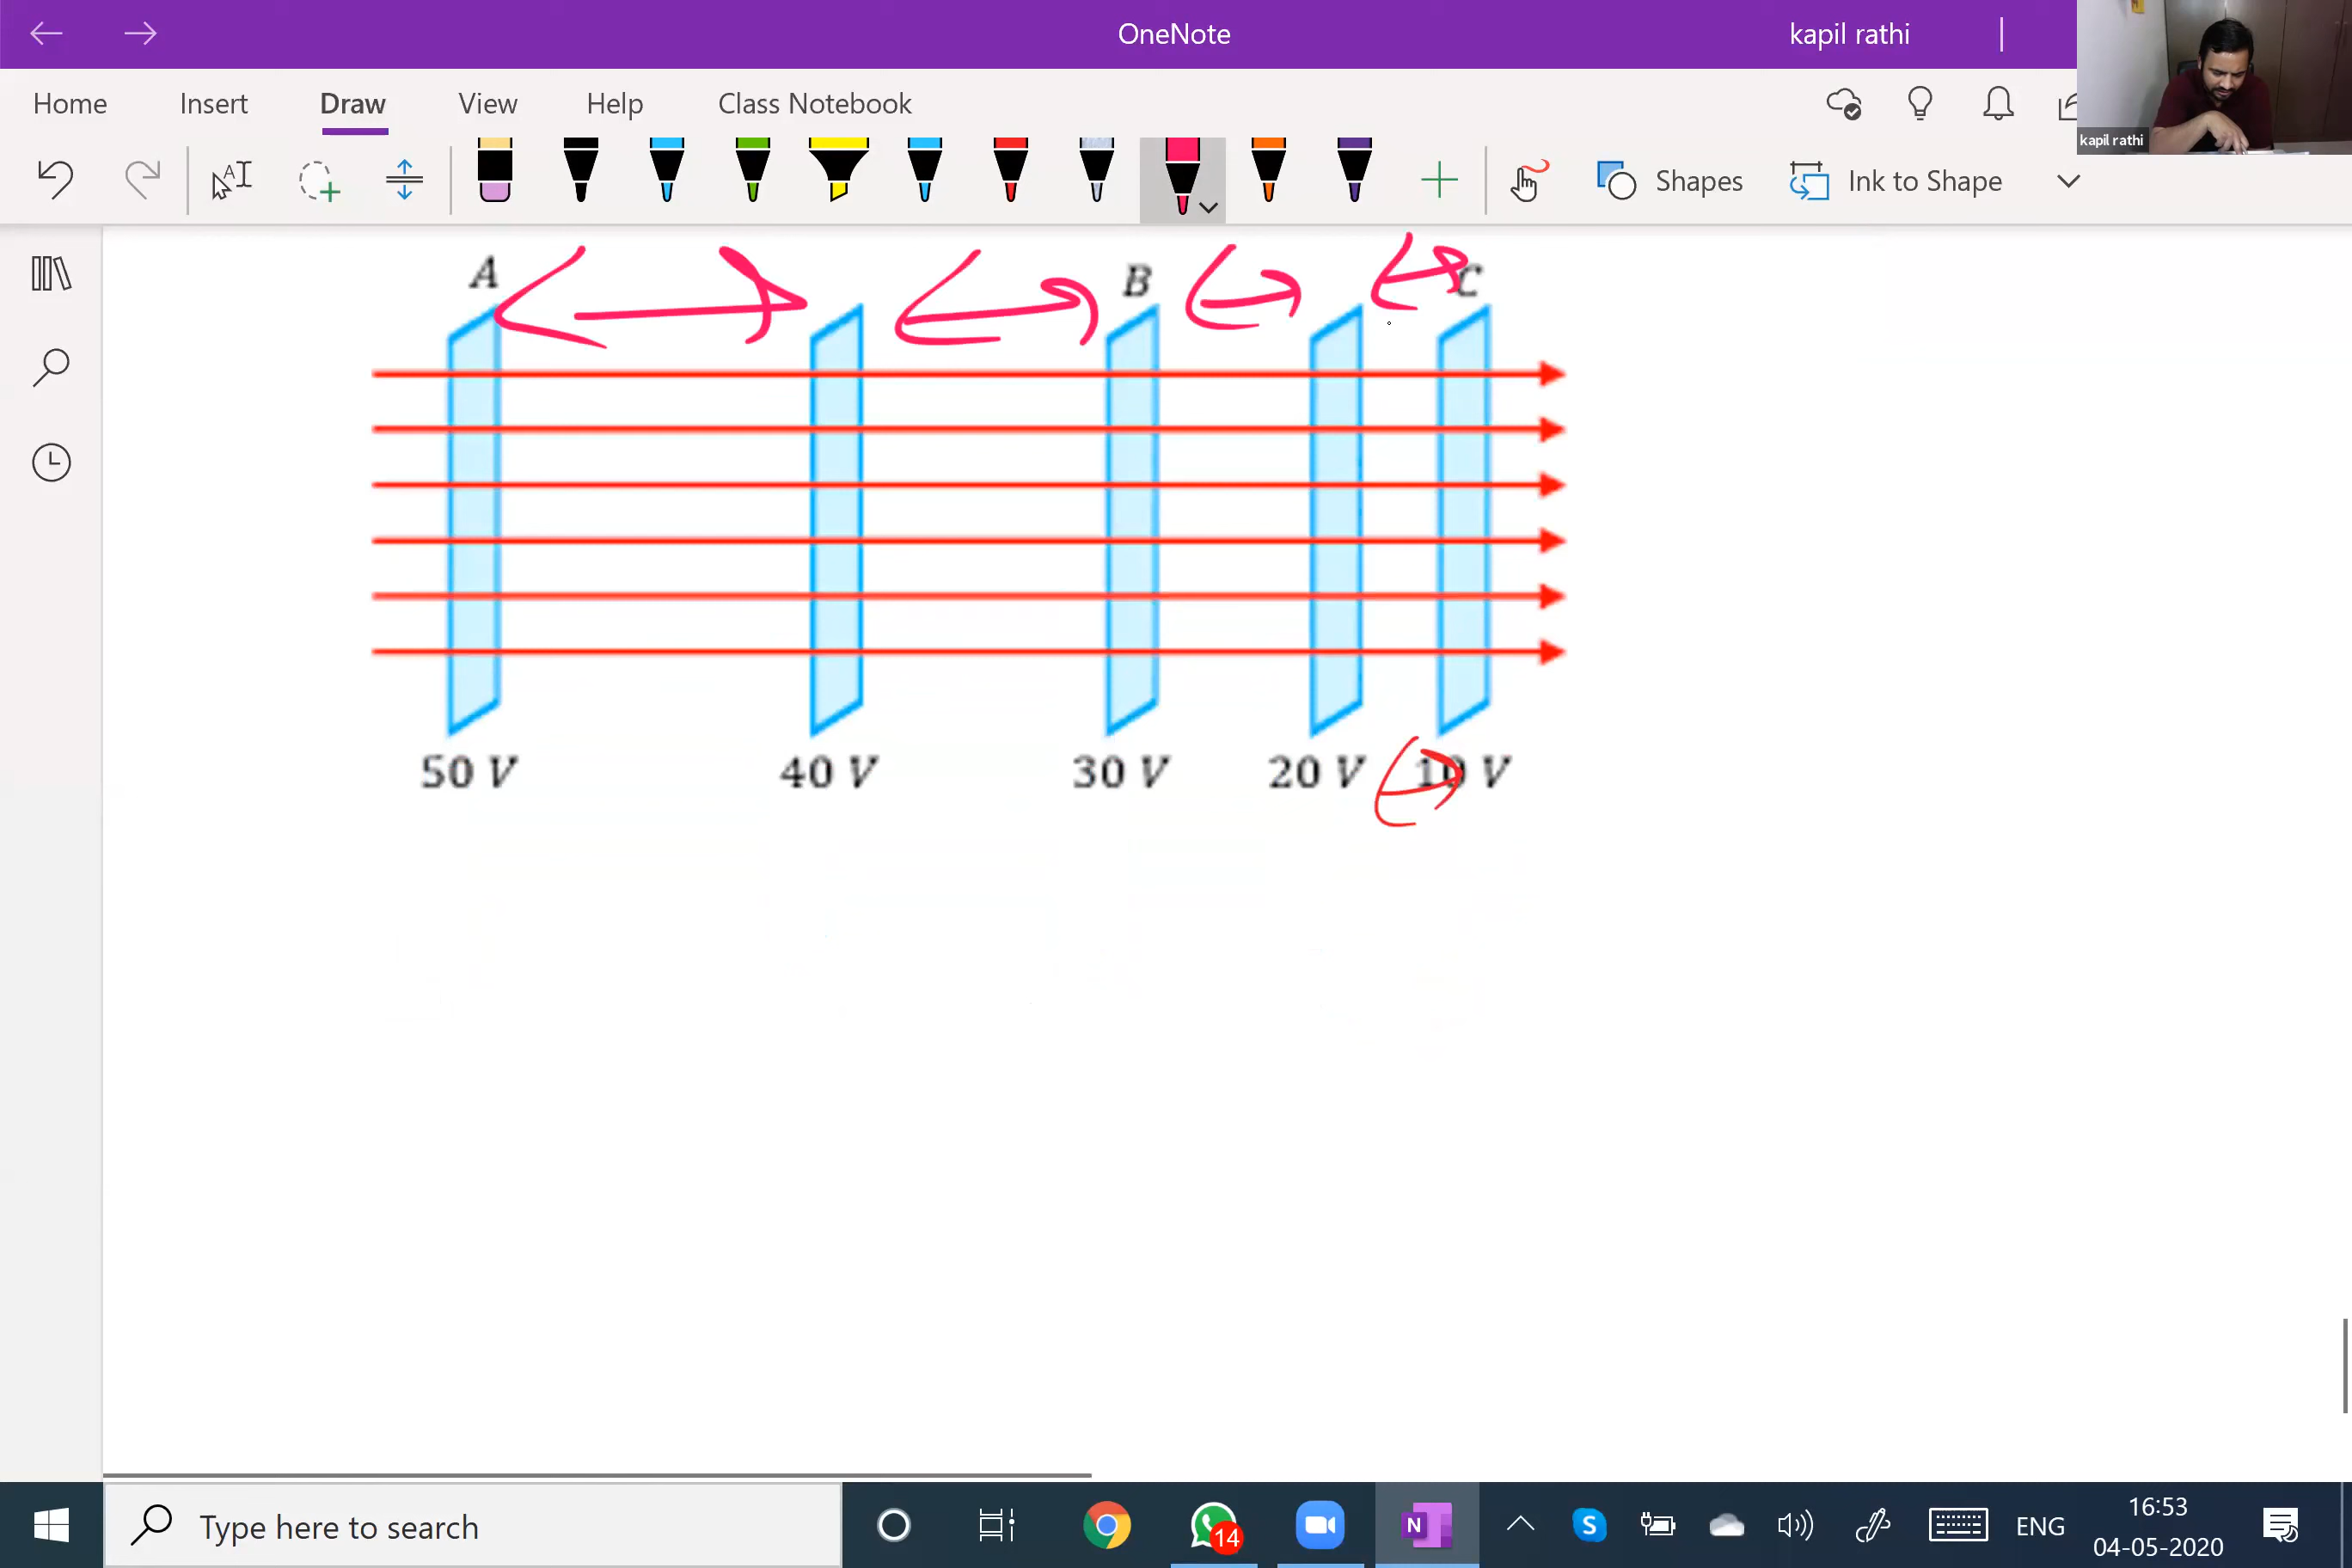 OneNote
kapil rathi
Home Insert Draw View Help Class Notebook
kapil rathi
Shapes Ink to Shape
A B C
50 V 40 V 30 V 20 V 10 V
Type here to search
14
N
S
ENG
16:53
04-05-2020